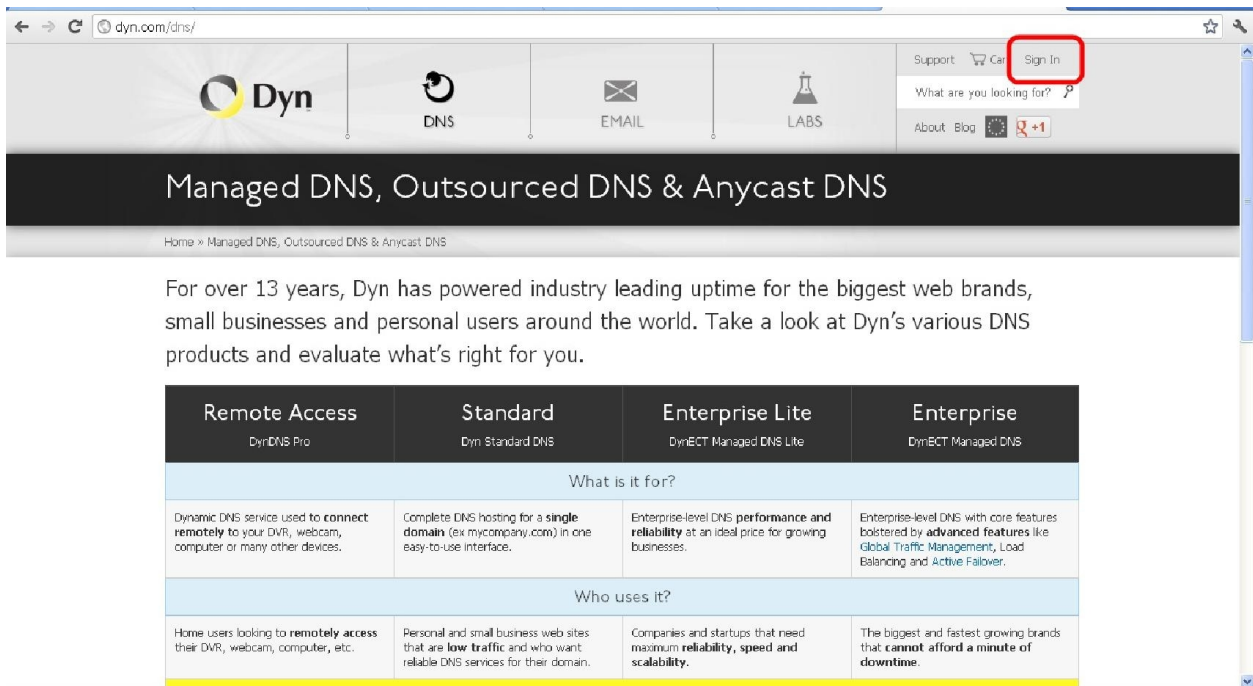 dyn.com/dns/
Support Car Sign In
Dyn
DNS
EMAIL
LABS
What are you looking for?
About Blog +1
Managed DNS, Outsourced DNS & Anycast DNS
Home » Managed DNS, Outsourced DNS & Anycast DNS
For over 13 years, Dyn has powered industry leading uptime for the biggest web brands,
small businesses and personal users around the world. Take a look at Dyn's various DNS
products and evaluate what's right for you.
Remote Access
DynDNS Pro
Standard
Dyn Standard DNS
Enterprise Lite
DynECT Managed DNS Lite
Enterprise
DynECT Managed DNS
What is it for?
Dynamic DNS service used to connect
remotely to your DVR, webcam,
computer or many other devices.
Complete DNS hosting for a single
domain (ex mycompany.com) in one
easy-to-use interface.
Enterprise-level DNS performance and
reliability at an ideal price for growing
businesses.
Enterprise-level DNS with core features
bolstered by advanced features like
Global Traffic Management, Load
Balancing and Active Failover.
Who uses it?
Home users looking to remotely access
their DVR, webcam, computer, etc.
Personal and small business web sites
that are low traffic and who want
reliable DNS services for their domain.
Companies and startups that need
maximum reliability, speed and
scalability.
The biggest and fastest growing brands
that cannot afford a minute of
downtime.